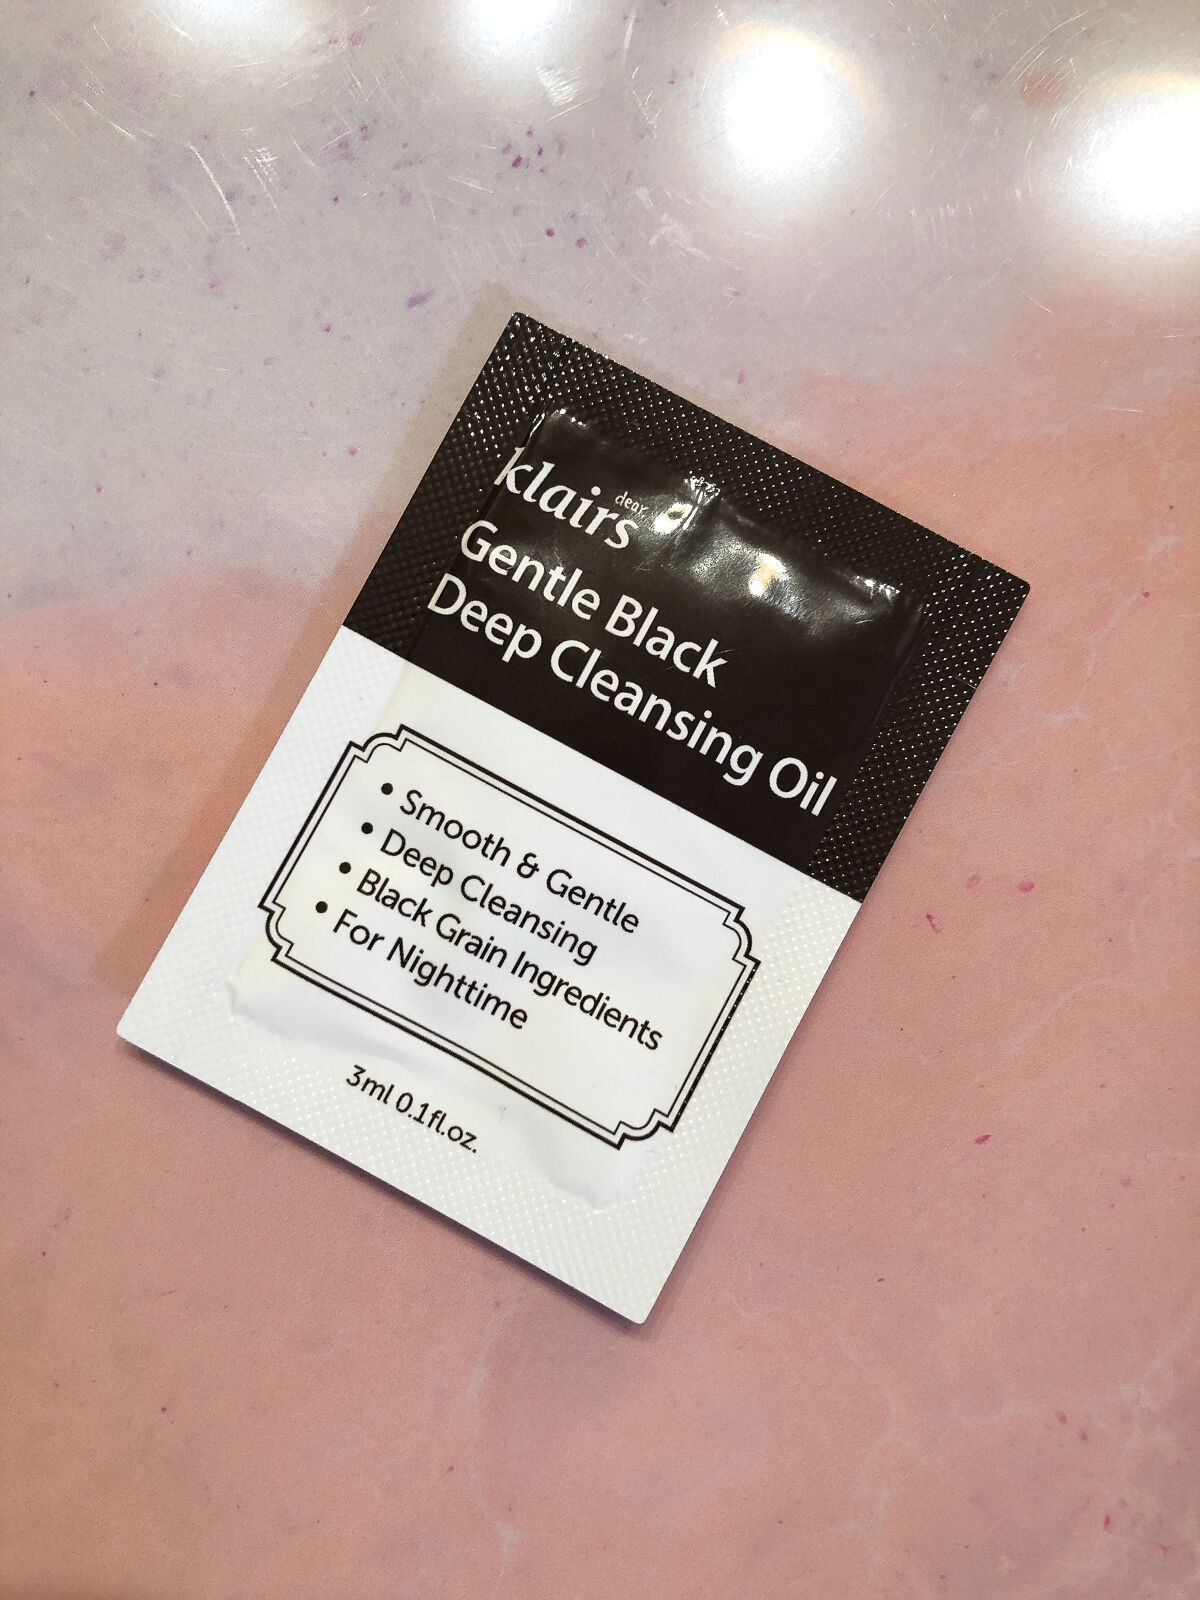 dear,
klairs
Gentle Black
Deep Cleansing Oil
• Smooth & Gentle
• Deep Cleansing
• Black Grain Ingredients
• For Nighttime
3ml 0.1fl.oz.